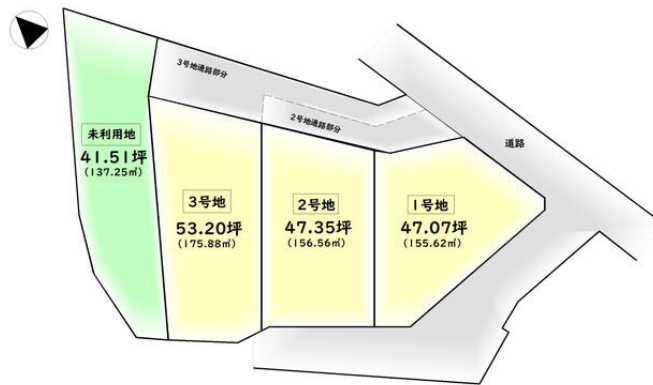 3号地通路部分
2号地通路部分
道路
未利用地
41.51坪
(137.25㎡)
3号地
53.20坪
(175.88㎡)
2号地
47.35坪
(156.56㎡)
1号地
47.07坪
(155.62㎡)